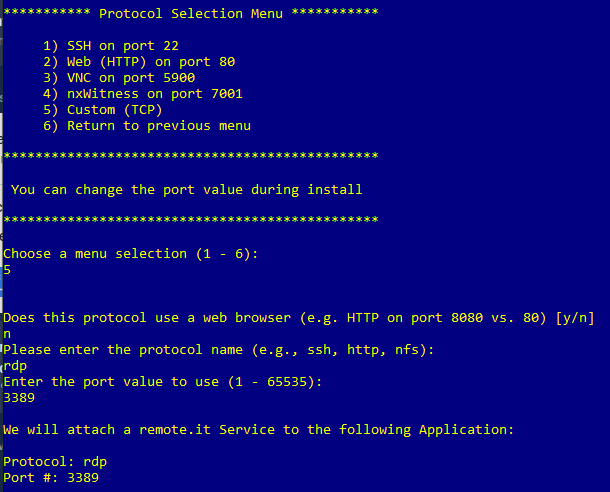 *********** Protocol Selection Menu ***********
1) SSH on port 22
2) Web (HTTP) on port 80
3) VNC on port 5900
4) nxWitness on port 7001
5) Custom (TCP)
6) Return to previous menu
***********************************************
You can change the port value during install
***********************************************
Choose a menu selection (1 - 6):
5
Does this protocol use a web browser (e.g. HTTP on port 8080 vs. 80) [y/n]
n
Please enter the protocol name (e.g., ssh, http, nfs):
rdp
Enter the port value to use (1 - 65535):
3389
We will attach a remote.it Service to the following Application:
Protocol: rdp
Port #: 3389